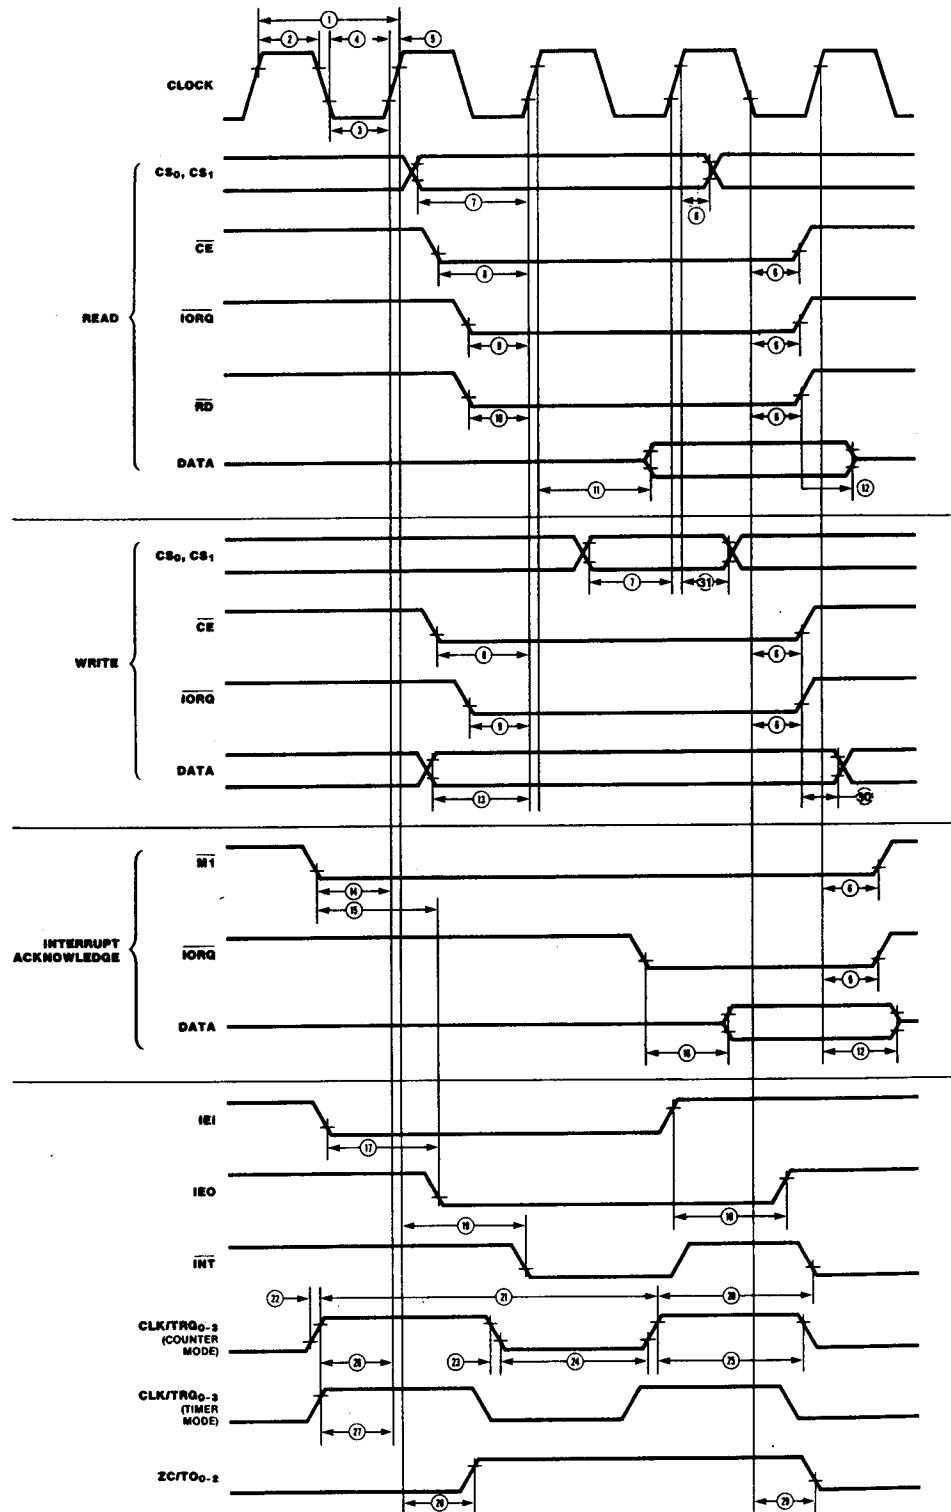 1
2 4 5
CLOCK
3
CS0, CS1
7 6
CE
8 6
READ
IORQ
9 6
RD
10 6
DATA
11 12
CS0, CS1
7 31
CE
8 6
WRITE
IORQ
9 6
DATA
13 30
M1
14 6
15
INTERRUPT
ACKNOWLEDGE
IORQ
6
DATA
16 12
IEI
17
IEO
19 18
INT
22 21 20
CLK/TRG0-3
(COUNTER
MODE)
26 23 24 25
CLK/TRG0-3
(TIMER
MODE)
27
ZC/TO0-2
28 29